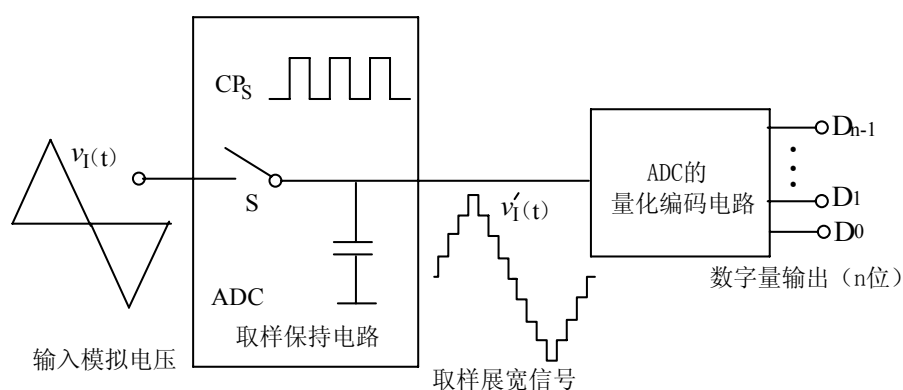 CPS
vI(t)
S
ADC
取样保持电路
输入模拟电压
v′I(t)
取样展宽信号
ADC的
量化编码电路
Dn-1
D1
D0
数字量输出（n位）